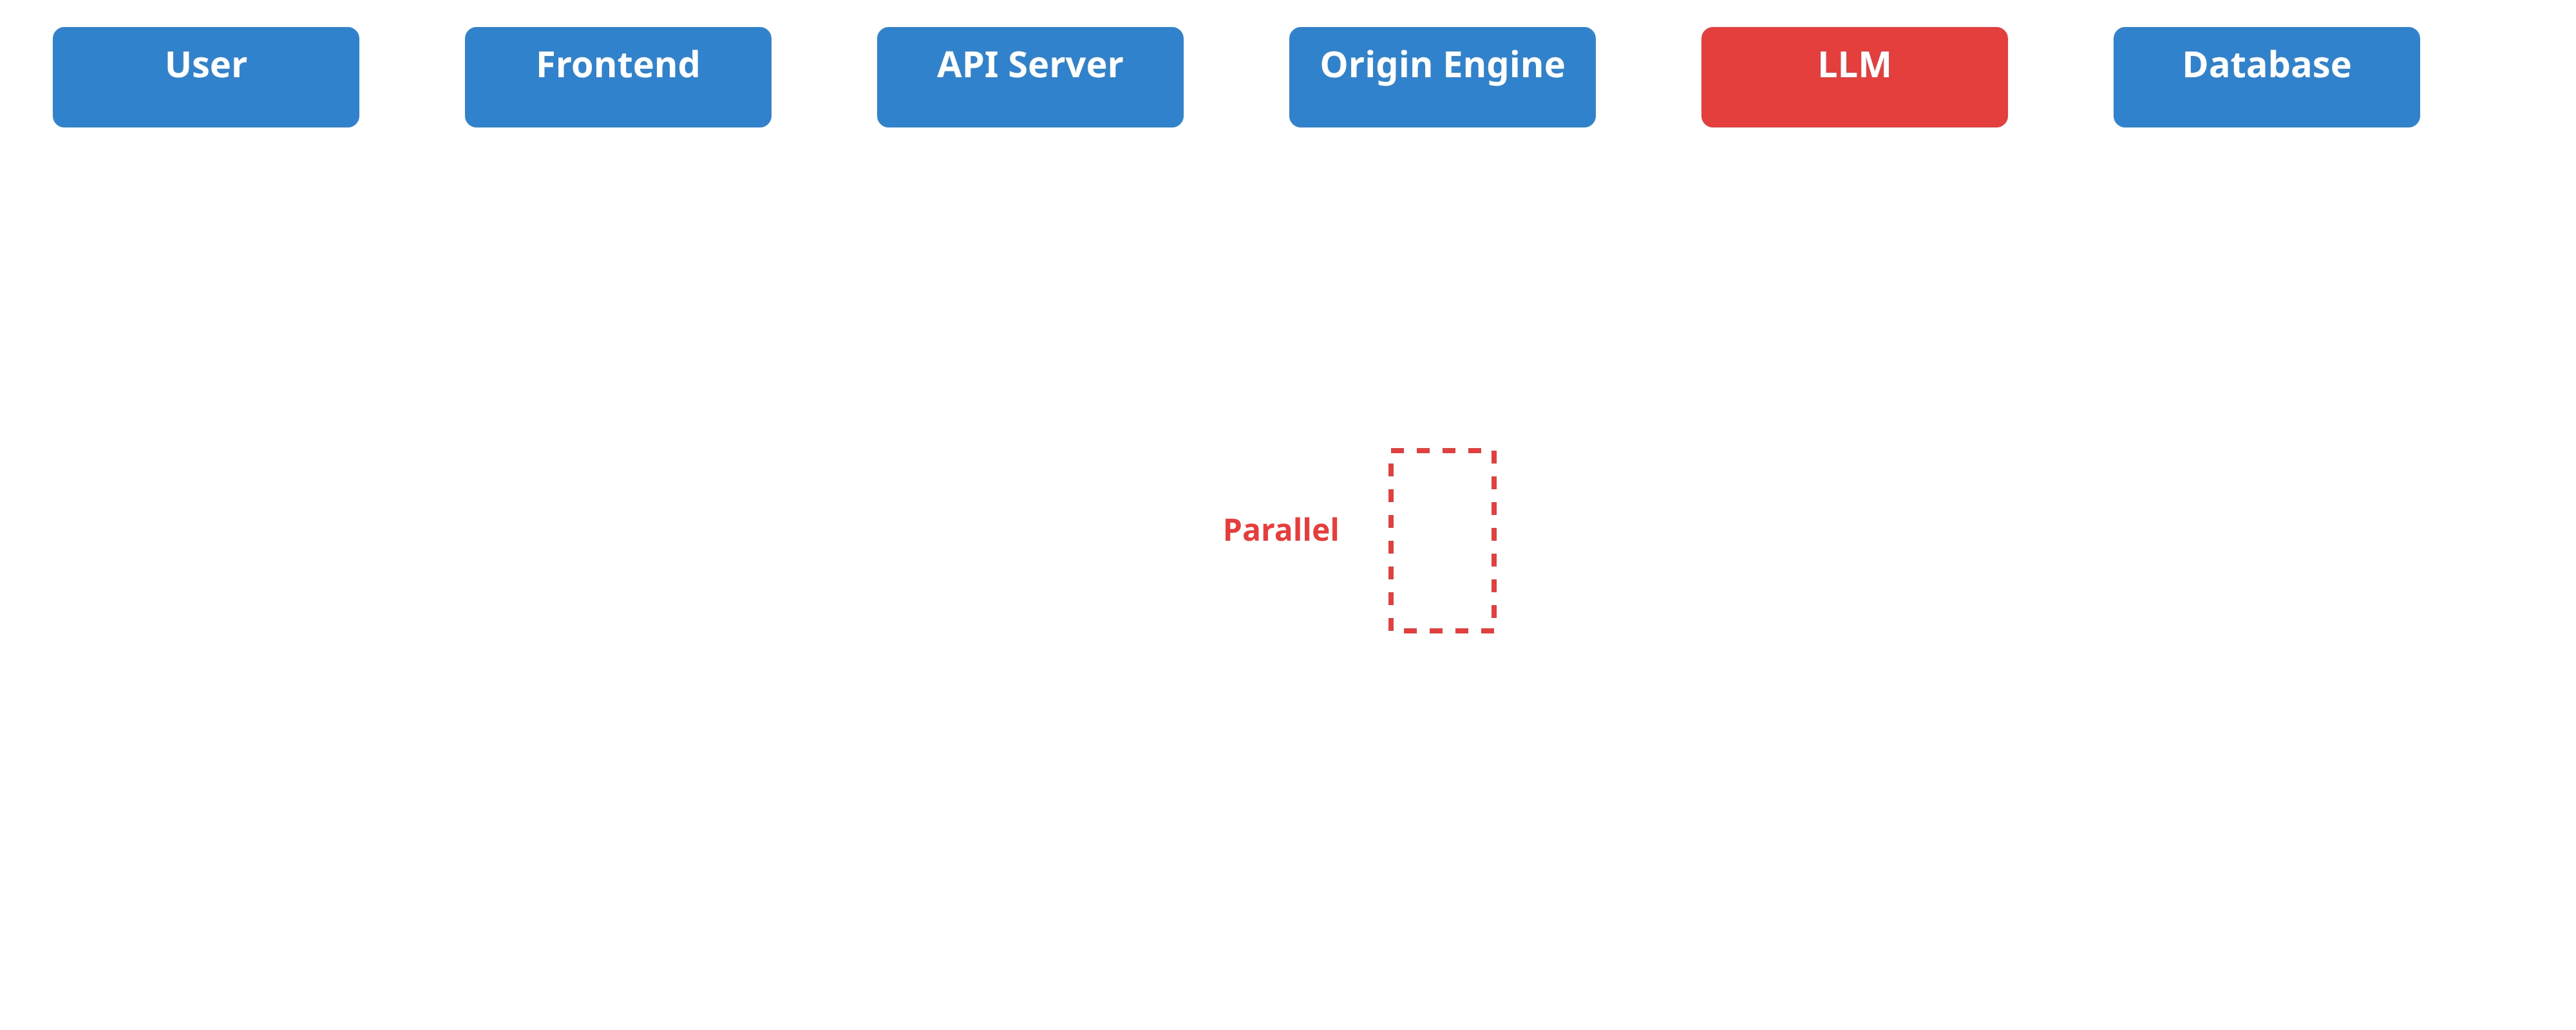 User
Frontend
API Server
Origin Engine
LLM
Database
Parallel